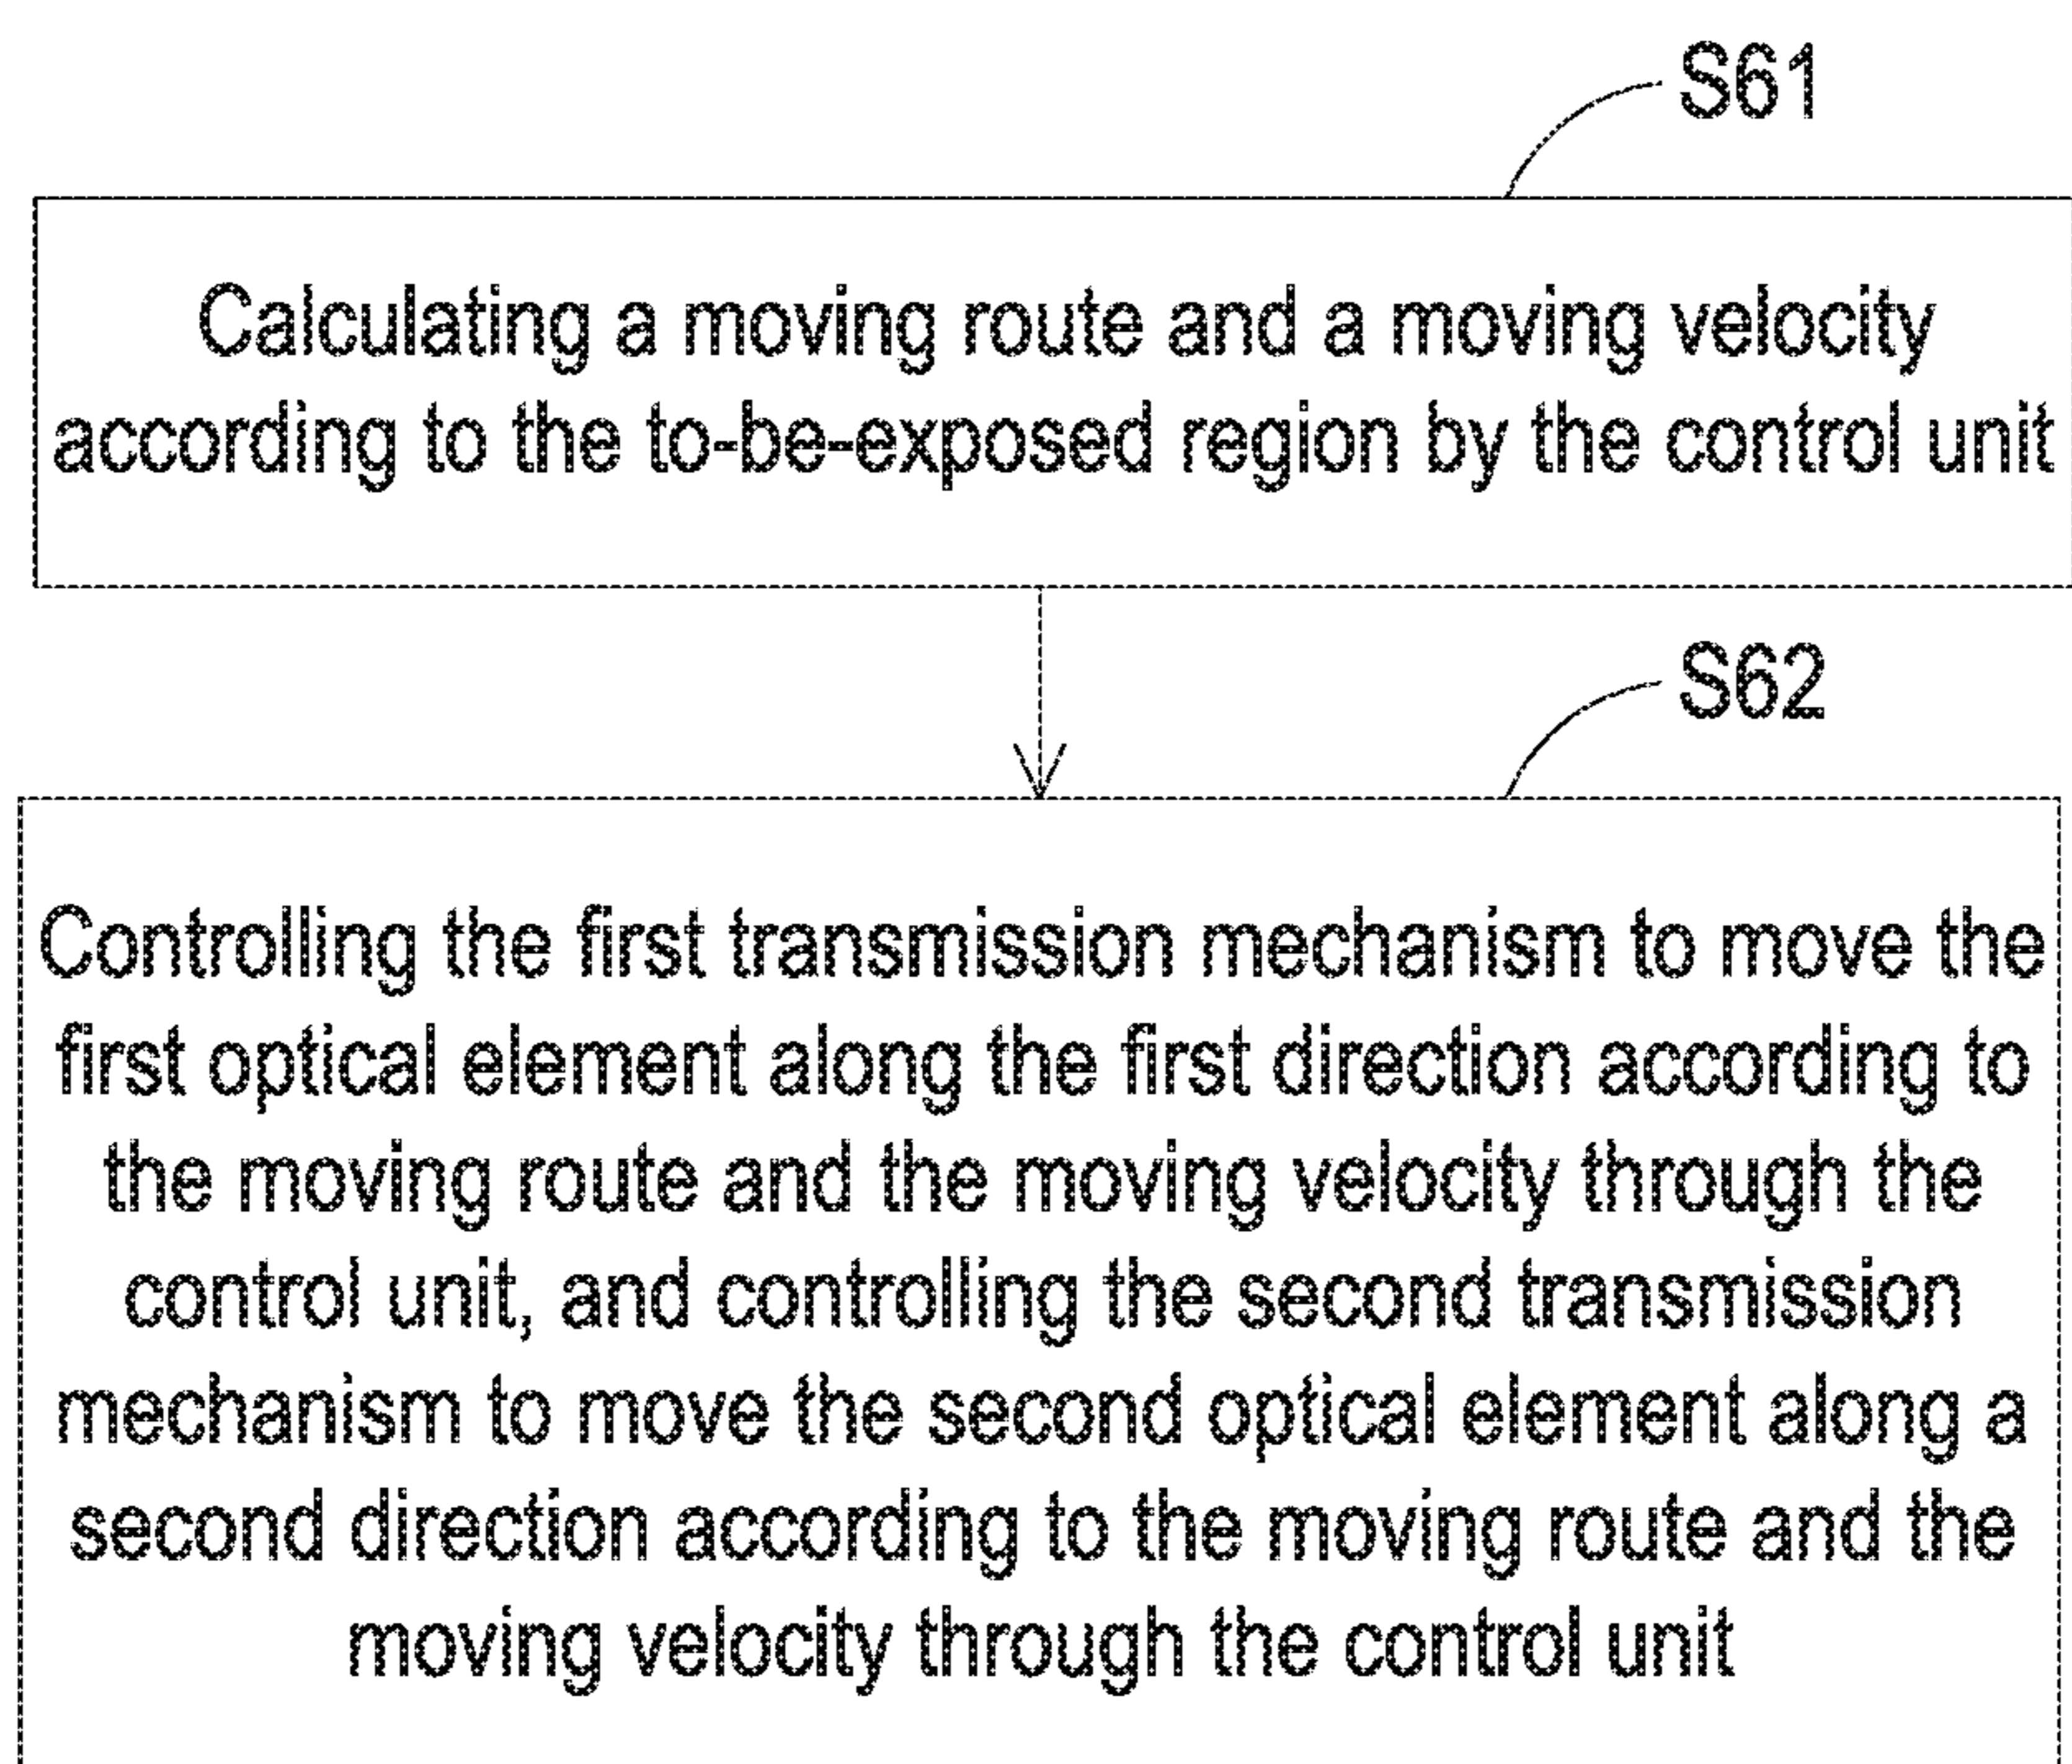 S61
Calculating a moving route and a moving velocity
according to the to-be-exposed region by the control unit
S62
Controlling the first transmission mechanism to move the
first optical element along the first direction according to
the moving route and the moving velocity through the
control unit, and controlling the second transmission
mechanism to move the second optical element along a
second direction according to the moving route and the
moving velocity through the control unit